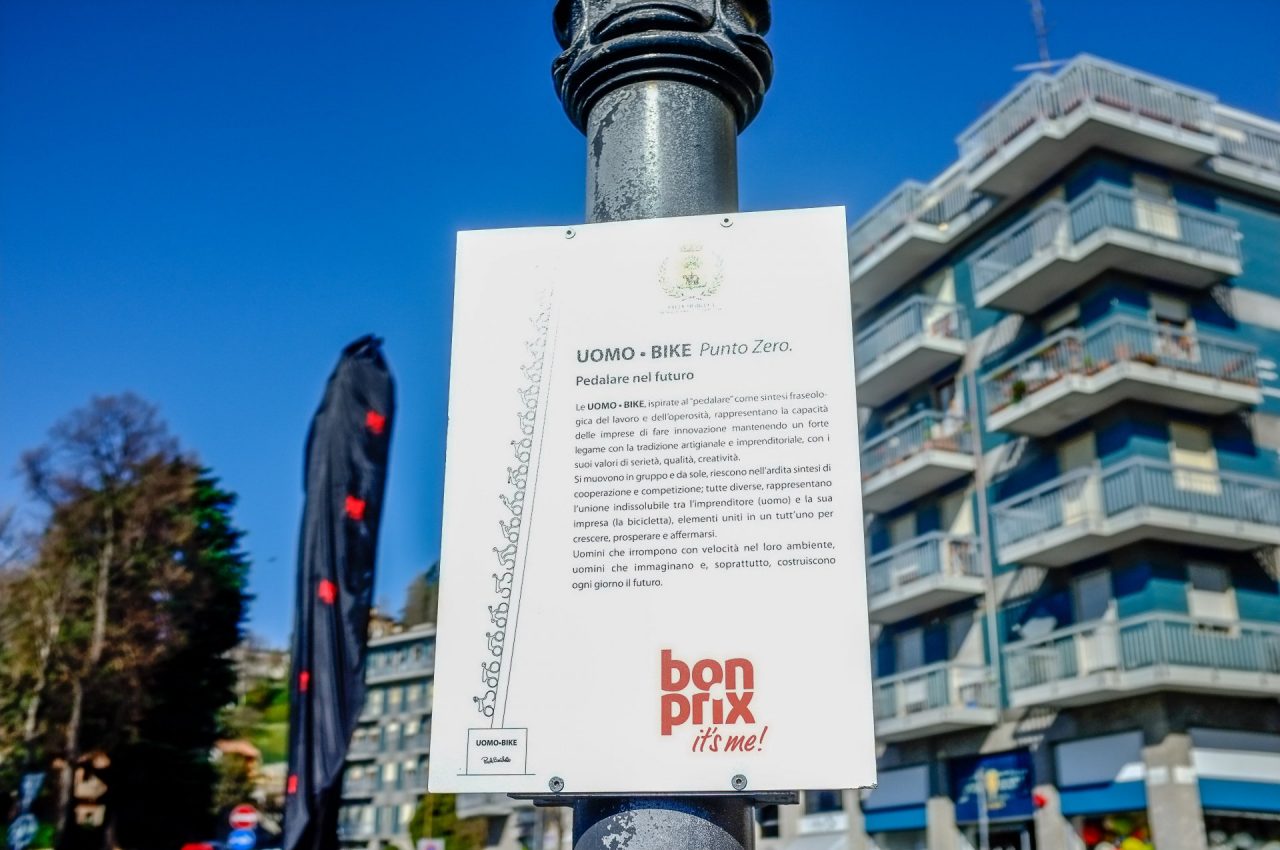 UOMO • BIKE Punto Zero.
Pedalare nel futuro
Le UOMO • BIKE, ispirate al "pedalare" come sintesi fraseolo-
gica del lavoro e dell'operosità, rappresentano la capacità
delle imprese di fare innovazione mantenendo un forte
legame con la tradizione artigianale e imprenditoriale, con i
suoi valori di serietà, qualità, creatività.
Si muovono in gruppo e da sole, riescono nell'ardita sintesi di
cooperazione e competizione; tutte diverse, rappresentano
l'unione indissolubile tra l'imprenditore (uomo) e la sua
impresa (la bicicletta), elementi uniti in un tutt'uno per
crescere, prosperare e affermarsi.
Uomini che irrompono con velocità nel loro ambiente,
uomini che immaginano e, soprattutto, costruiscono
ogni giorno il futuro.
bon
prix
it's me!
UOMO•BIKE